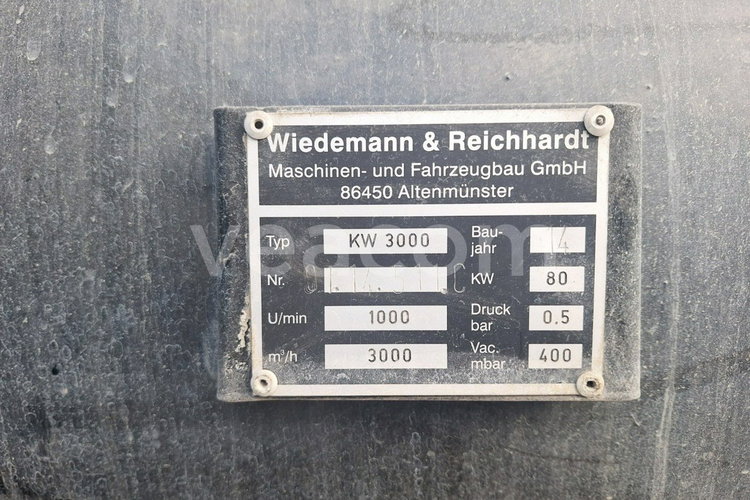 Wiedemann & Reichhardt
Maschinen- und Fahrzeugbau GmbH
86450 Altenmünster
Typ KW 3000
Bau-
jahr 4
Nr.
KW 80
U/min 1000
Druck
bar 0.5
m³/h 3000
Vac.
mbar 400